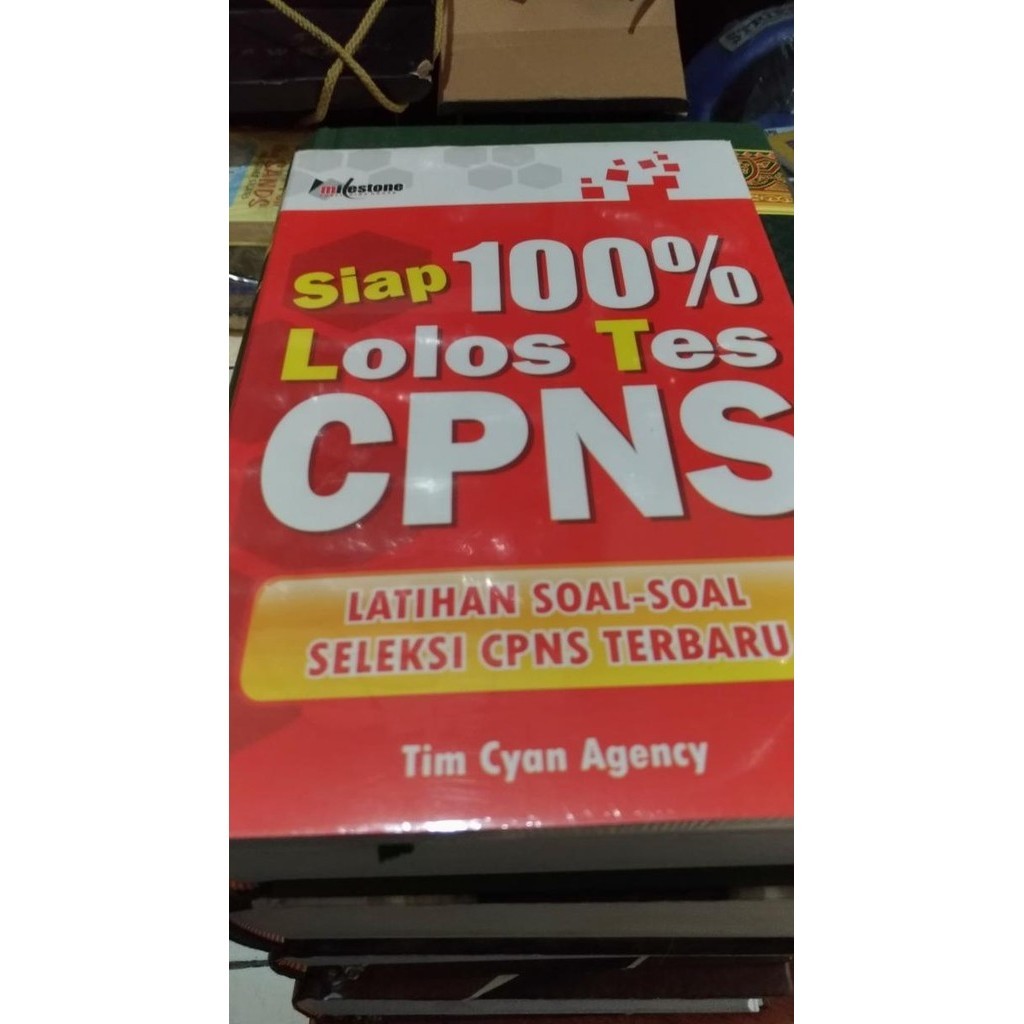 milestone
Siap 100%
Lolos Tes
CPNS
LATIHAN SOAL-SOAL
SELEKSI CPNS TERBARU
Tim Cyan Agency